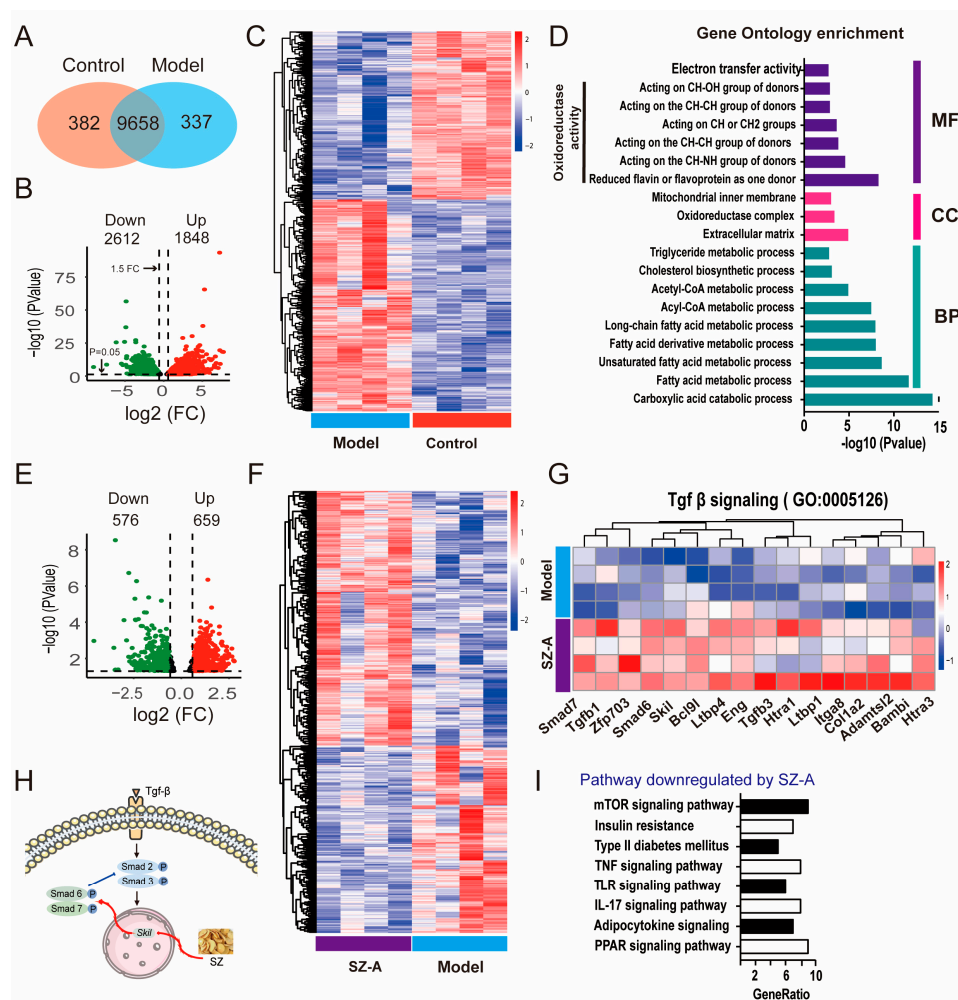 A
Control
Model
382
9658
337
B
Down
2612
Up
1848
1.5 FC
P=0.05
75
50
25
0
−5
0
5
−log10 (PValue)
log2 (FC)
C
2
1
0
−1
−2
Model
Control
D
Gene Ontology enrichment
Oxidoreductase
activity
Electron transfer activity
Acting on CH-OH group of donors
Acting on the CH-CH group of donors
Acting on CH or CH2 groups
Acting on the CH-CH group of donors
Acting on the CH-NH group of donors
Reduced flavin or flavoprotein as one donor
Mitochondrial inner membrane
Oxidoreductase complex
Extracellular matrix
Triglyceride metabolic process
Cholesterol biosynthetic process
Acetyl-CoA metabolic process
Acyl-CoA metabolic process
Long-chain fatty acid metabolic process
Fatty acid derivative metabolic process
Unsaturated fatty acid metabolic process
Fatty acid metabolic process
Carboxylic acid catabolic process
MF
CC
BP
0
5
10
15
-log10 (Pvalue)
E
Down
576
Up
659
8
6
4
2
−2.5
0.0
2.5
−log10 (PValue)
log2 (FC)
F
2
1
0
−1
−2
SZ-A
Model
G
Tgf β signaling ( GO:0005126)
Model
SZ-A
2
1
0
−1
Smad7
Tgfb1
Zfp703
Smad6
Skil
Bcl9l
Ltbp4
Eng
Tgfb3
Htra1
Ltbp1
Itga8
Col1a2
Adamtsl2
Bambi
Htra3
H
Tgf-β
Smad 2
P
Smad 3
P
Smad 6
P
Smad 7
P
Skil
SZ
I
Pathway downregulated by SZ-A
mTOR signaling pathway
Insulin resistance
Type II diabetes mellitus
TNF signaling pathway
TLR signaling pathway
IL-17 signaling pathway
Adipocytokine signaling
PPAR signaling pathway
2
6
8
10
GeneRatio